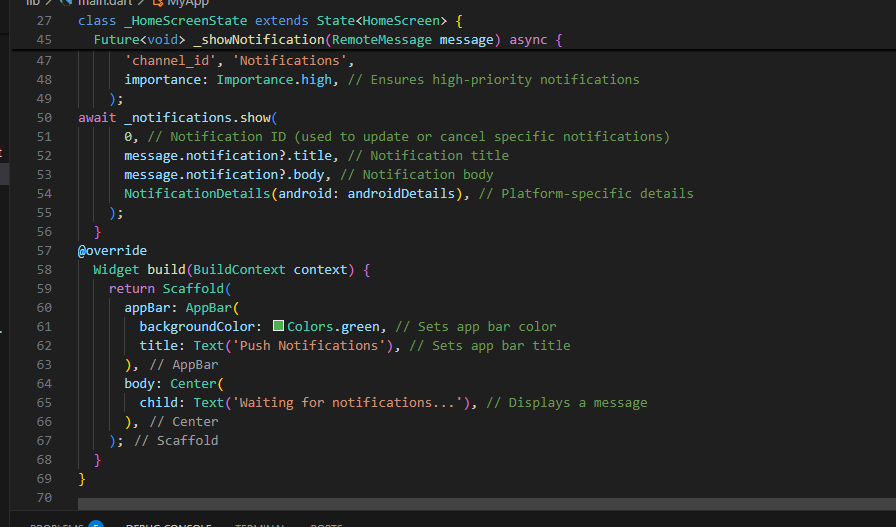 lib > main.dart > MyApp
27 class _HomeScreenState extends State<HomeScreen> {
45 Future<void> _showNotification(RemoteMessage message) async {
47 'channel_id', 'Notifications',
48 importance: Importance.high, // Ensures high-priority notifications
49 );
50 await _notifications.show(
51 0, // Notification ID (used to update or cancel specific notifications)
52 message.notification?.title, // Notification title
53 message.notification?.body, // Notification body
54 NotificationDetails(android: androidDetails), // Platform-specific details
55 );
56 }
57 @override
58 Widget build(BuildContext context) {
59 return Scaffold(
60 appBar: AppBar(
61 backgroundColor: Colors.green, // Sets app bar color
62 title: Text('Push Notifications'), // Sets app bar title
63 ), // AppBar
64 body: Center(
65 child: Text('Waiting for notifications...'), // Displays a message
66 ), // Center
67 ); // Scaffold
68 }
69 }
70
PROBLEMS 5 DEBUG CONSOLE TERMINAL PORTS